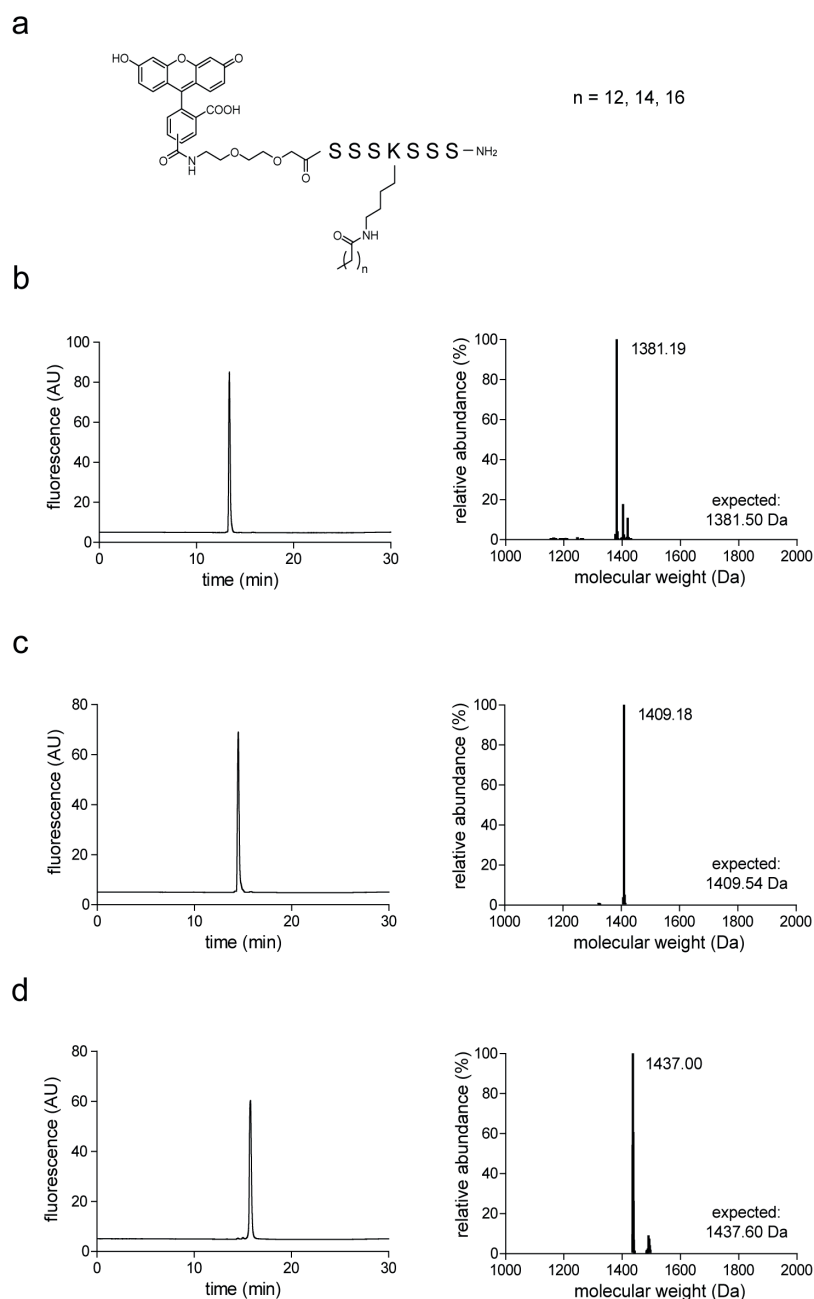 a
HO
O
O
COOH
n = 12, 14, 16
O
N
H
O
O
O
S S S K S S S
NH2
O
NH
n
b
100
80
60
40
20
0
fluorescence (AU)
0
10
20
30
time (min)
100
80
60
40
20
0
relative abundance (%)
1381.19
expected:
1381.50 Da
1000
1200
1400
1600
1800
2000
molecular weight (Da)
c
80
60
40
20
0
fluorescence (AU)
0
10
20
30
time (min)
100
80
60
40
20
0
relative abundance (%)
1409.18
expected:
1409.54 Da
1000
1200
1400
1600
1800
2000
molecular weight (Da)
d
80
60
40
20
0
fluorescence (AU)
0
10
20
30
time (min)
100
80
60
40
20
0
relative abundance (%)
1437.00
expected:
1437.60 Da
1000
1200
1400
1600
1800
2000
molecular weight (Da)